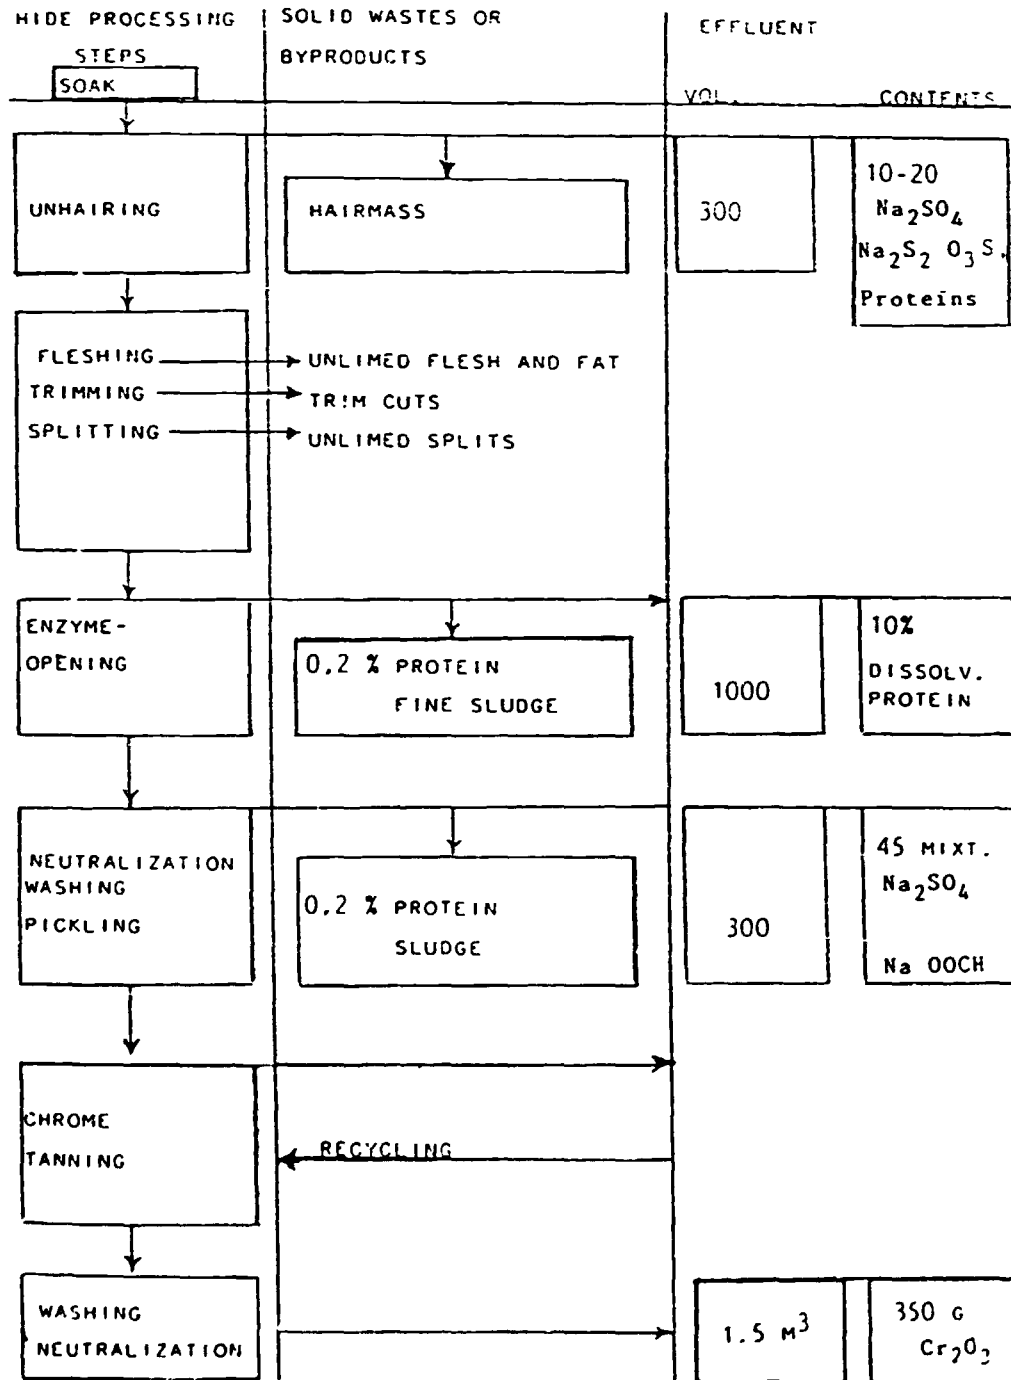 HIDE PROCESSING
STEPS
SOLID WASTES OR
BYPRODUCTS
EFFLUENT
VOL.
CONTENTS
SOAK
UNHAIRING
HAIRMASS
300
10-20
Na₂SO₄
Na₂S₂ O₃ S.
Proteins
FLESHING
UNLIMED FLESH AND FAT
TRIMMING
TRIM CUTS
SPLITTING
UNLIMED SPLITS
ENZYME-
OPENING
0.2 % PROTEIN
FINE SLUDGE
1000
10%
DISSOLV.
PROTEIN
NEUTRALIZATION
WASHING
PICKLING
0.2 % PROTEIN
SLUDGE
300
45 MIXT.
Na₂SO₄
Na OOCH
CHROME
TANNING
RECYCLING
WASHING
NEUTRALIZATION
1.5 M³
350 G
Cr₂O₃